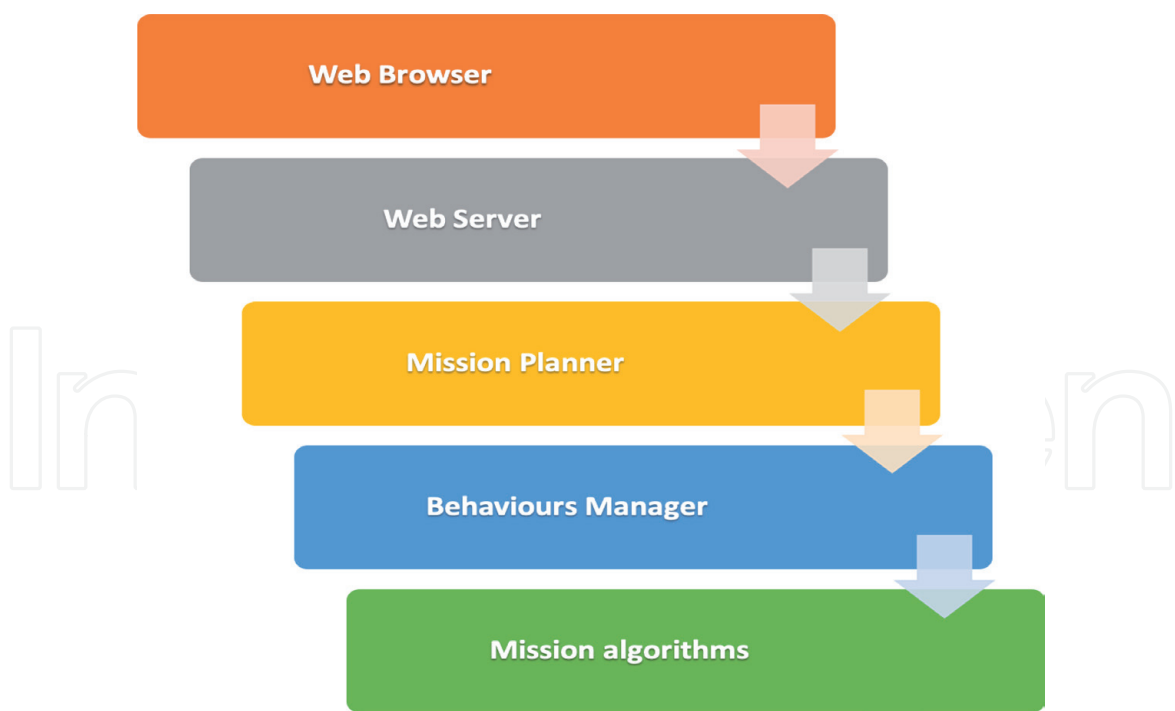 Web Browser
Web Server
Mission Planner
Behaviours Manager
Mission algorithms